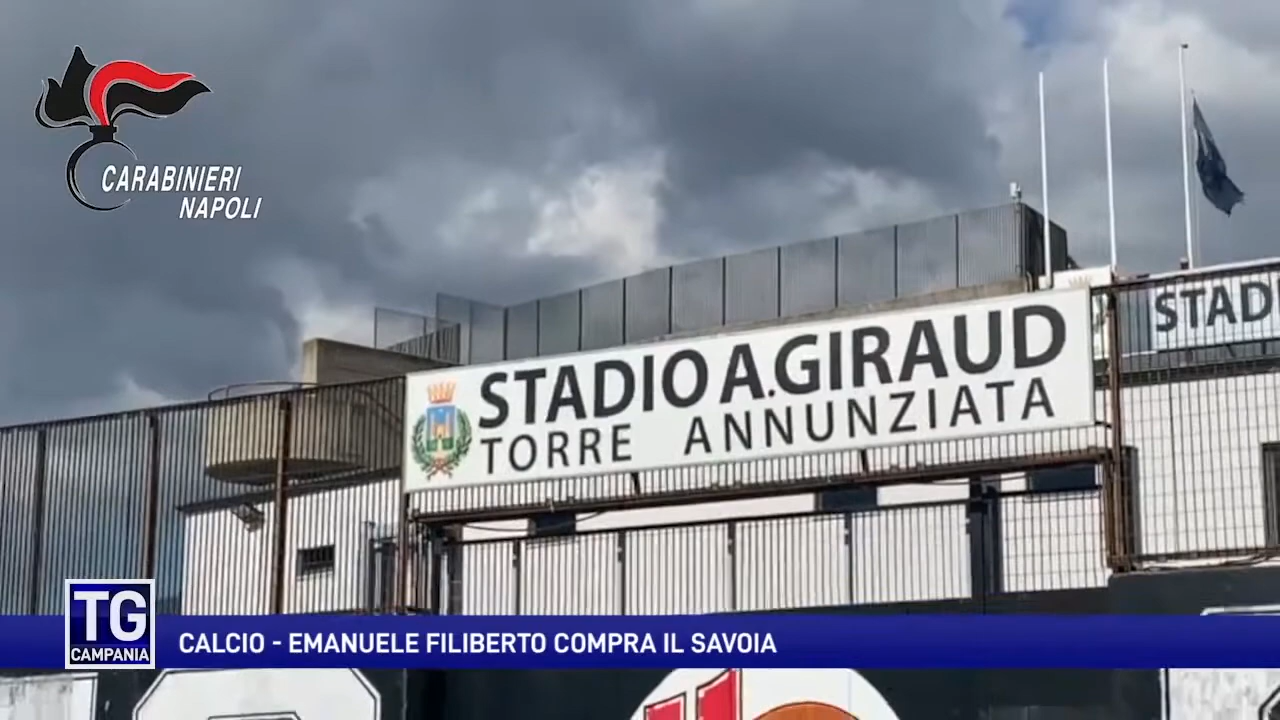 CARABINIERI
NAPOLI
STADIO A.GIRAUD
TORRE ANNUNZIATA
STAD
TG
CAMPANIA
CALCIO - EMANUELE FILIBERTO COMPRA IL SAVOIA